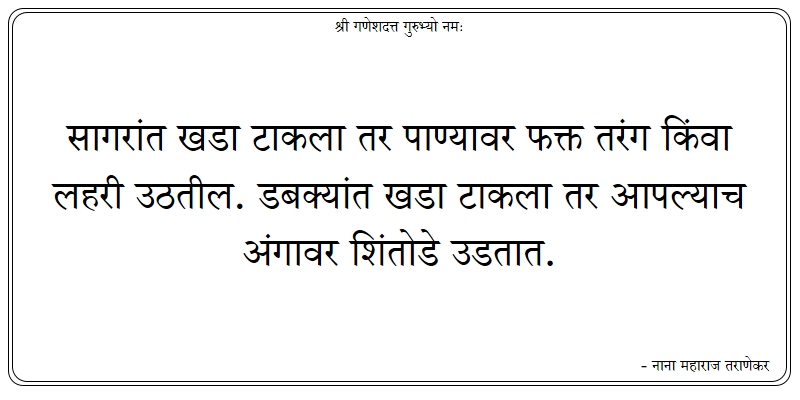 श्री गणेशदत्त गुरुभ्यो नमः
सागरांत खडा टाकला तर पाण्यावर फक्त तरंग किंवा
लहरी उठतील. डबक्यांत खडा टाकला तर आपल्याच
अंगावर शिंतोडे उडतात.
- नाना महाराज तराणेकर